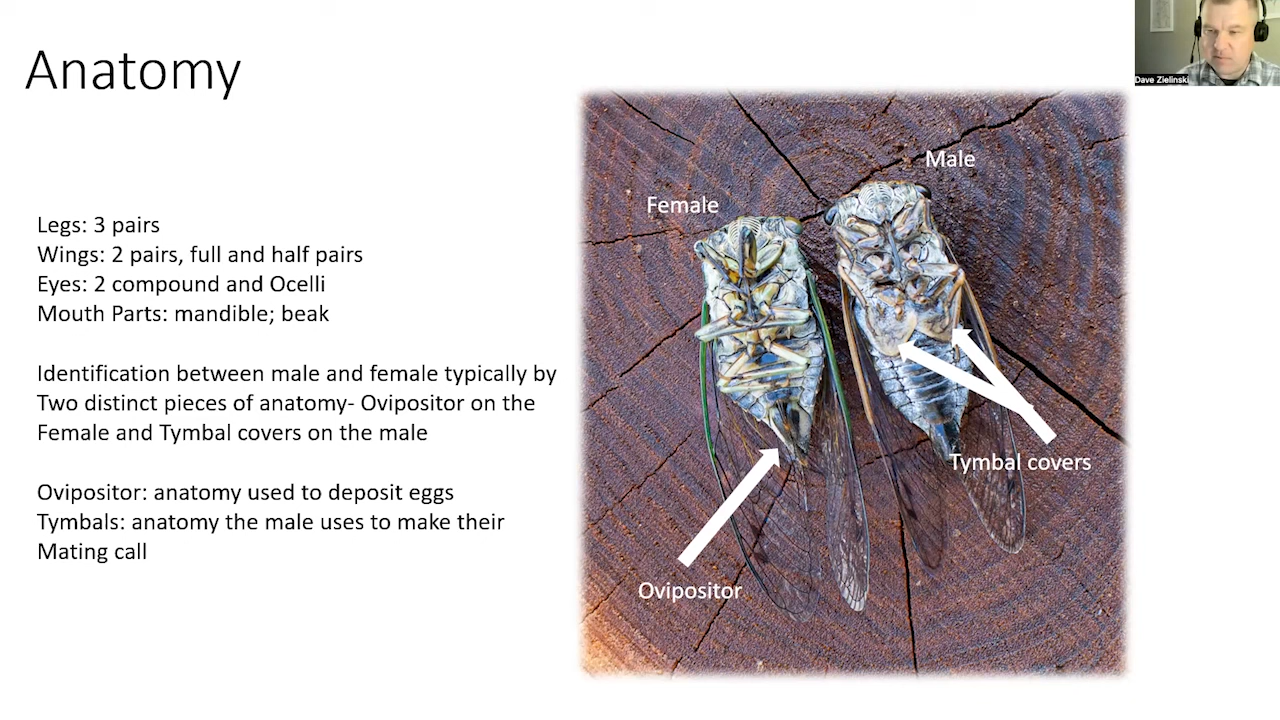 Anatomy
Dave Zielinski
Legs: 3 pairs
Wings: 2 pairs, full and half pairs
Eyes: 2 compound and Ocelli
Mouth Parts: mandible; beak
Identification between male and female typically by
Two distinct pieces of anatomy- Ovipositor on the
Female and Tymbal covers on the male
Ovipositor: anatomy used to deposit eggs
Tymbals: anatomy the male uses to make their
Mating call
Male
Female
Tymbal covers
Ovipositor